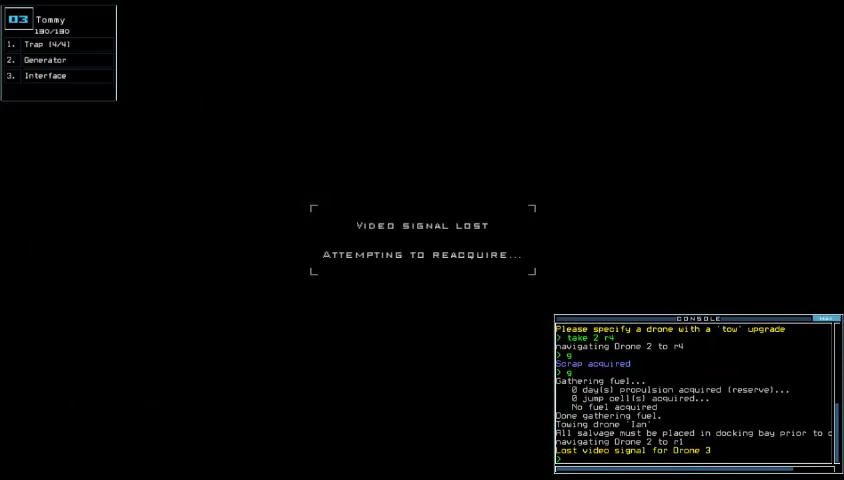 03 Tommy
180/180
1. Trap (4/4)
2. Generator
3. Interface
Video signal lost
Attempting to reacquire...
CONSOLE
Please specify a drone with a 'tow' upgrade
> take 2 r4
navigating Drone 2 to r4
> g
Scrap acquired
> g
Gathering fuel...
0 day(s) propulsion acquired (reserve)...
0 jump cell(s) acquired...
No fuel acquired
Done gathering fuel.
Towing drone 'Ian'
All salvage must be placed in docking bay prior to
navigating Drone 2 to r1
Lost video signal for Drone 3
>